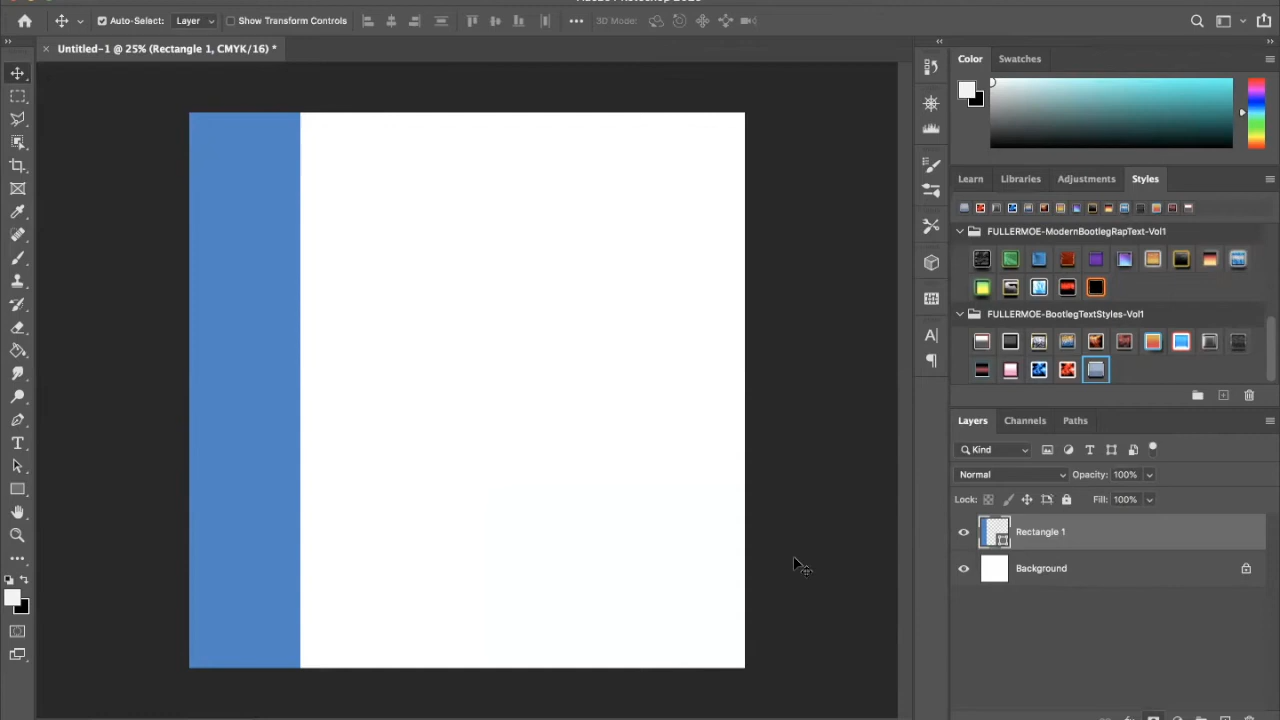 Auto-Select: Layer Show Transform Controls 3D Mode:
Untitled-1 @ 25% (Rectangle 1, CMYK/16) *
Color Swatches
Learn Libraries Adjustments Styles
FULLERMOE-ModernBootlegRapText-Vol1
FULLERMOE-BootlegTextStyles-Vol1
Layers Channels Paths
Kind
Normal Opacity: 100%
Lock: Fill: 100%
Rectangle 1
Background